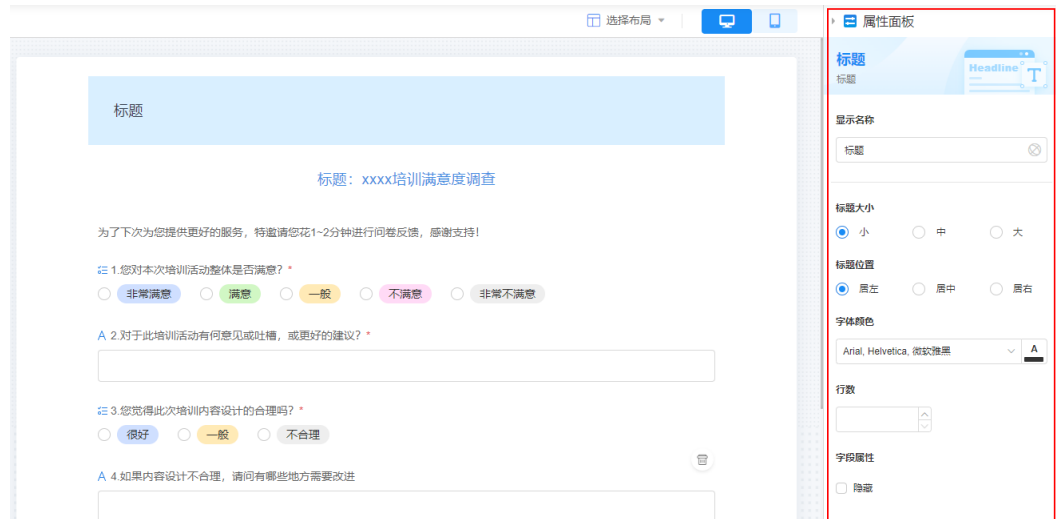 选择布局
标题
标题：xxxx培训满意度调查
为了下次为您提供更好的服务，特邀请您花1~2分钟进行问卷反馈，感谢支持！
1.您对本次培训活动整体是否满意？*
非常满意 满意 一般 不满意 非常不满意
A 2.对于此培训活动有何意见或吐槽，或更好的建议？*
3.您觉得此次培训内容设计的合理吗？*
很好 一般 不合理
A 4.如果内容设计不合理，请问有哪些地方需要改进
属性面板
标题
标题
Headline
T
显示名称
标题
标题大小
小 中 大
标题位置
居左 居中 居右
字体颜色
Arial, Helvetica, 微软雅黑 A
行数
字段属性
隐藏